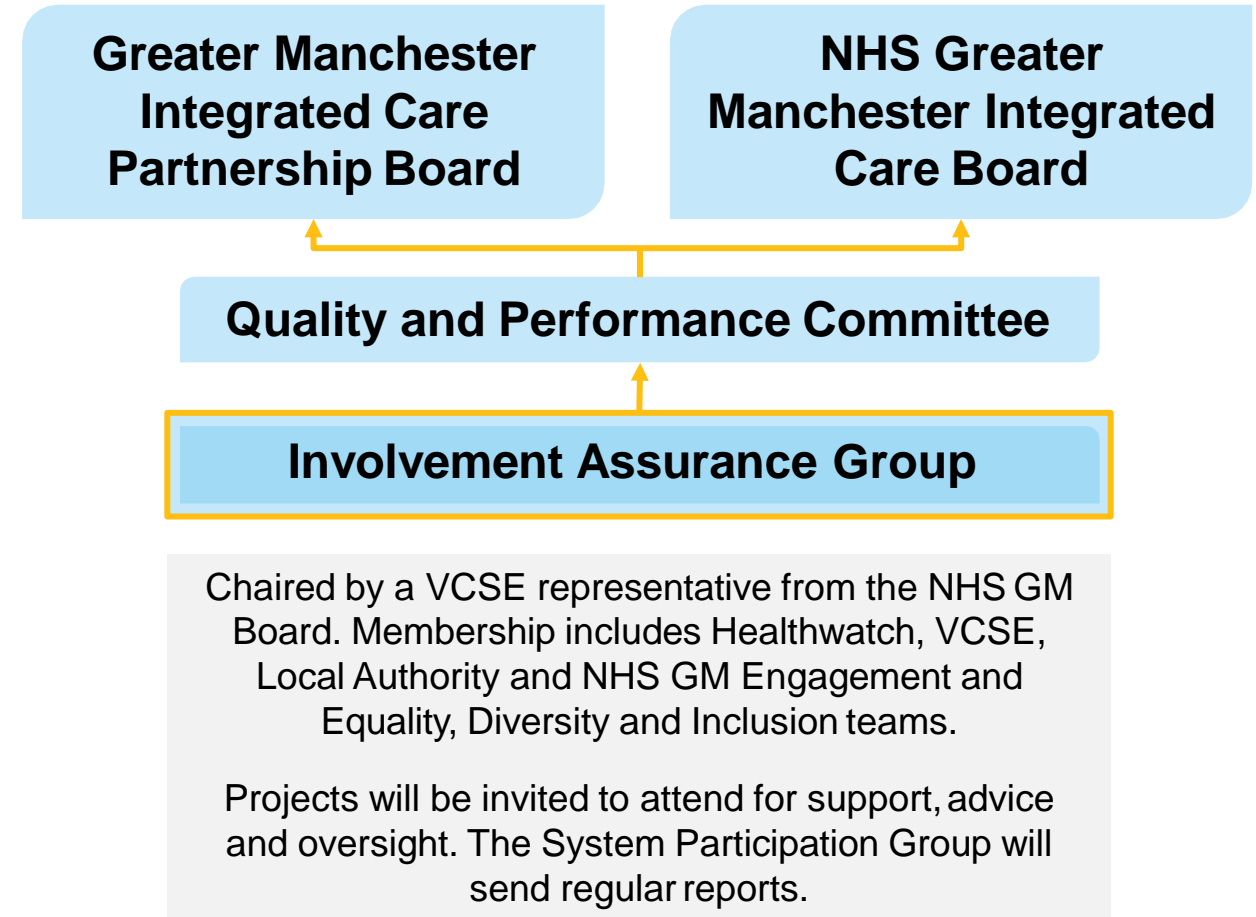 Greater Manchester
Integrated Care
Partnership Board
NHS Greater
Manchester Integrated
Care Board
Quality and Performance Committee
Involvement Assurance Group
Chaired by a VCSE representative from the NHS GM
Board. Membership includes Healthwatch, VCSE,
Local Authority and NHS GM Engagement and
Equality, Diversity and Inclusion teams.
Projects will be invited to attend for support, advice
and oversight. The System Participation Group will
send regular reports.